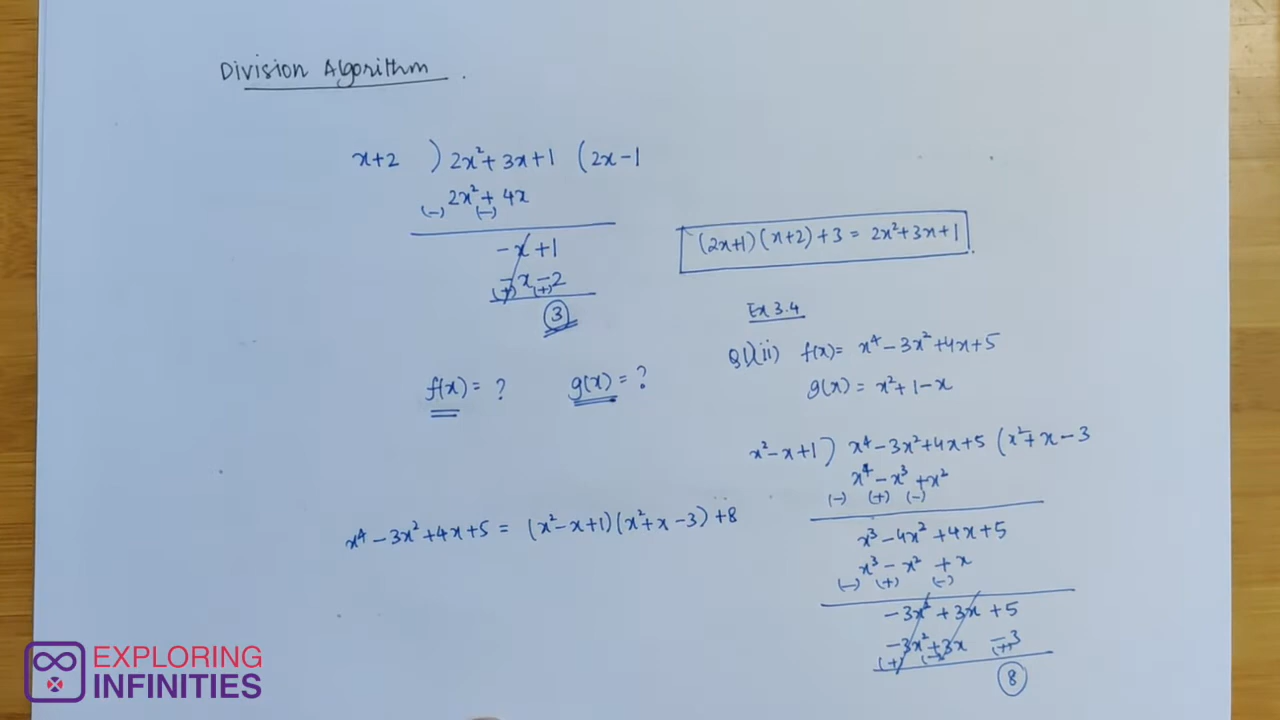 Division Algorithm .
x+2 ) 2x²+ 3x+1 ( 2x-1
2x²+ 4x
(-) (-)
-x +1
-x -2
(+) (+)
3
(2x+1)(x+2)+3 = 2x²+3x+1 .
Ex 3.4
Q1)(ii) f(x)= x⁴-3x²+4x+5
g(x) = x²+1-x
f(x)= ? g(x)= ?
x²-x+1) x⁴-3x²+4x+5 (x²+x-3
x⁴-x³+x²
(-) (+) (-)
x³-4x²+4x+5
x³-x²+x
(-) (+) (-)
-3x²+3x+5
-3x²+3x -3
(+) (-) (+)
8
x⁴-3x²+4x+5 = (x²-x+1)(x²+x-3)+8
EXPLORING
INFINITIES